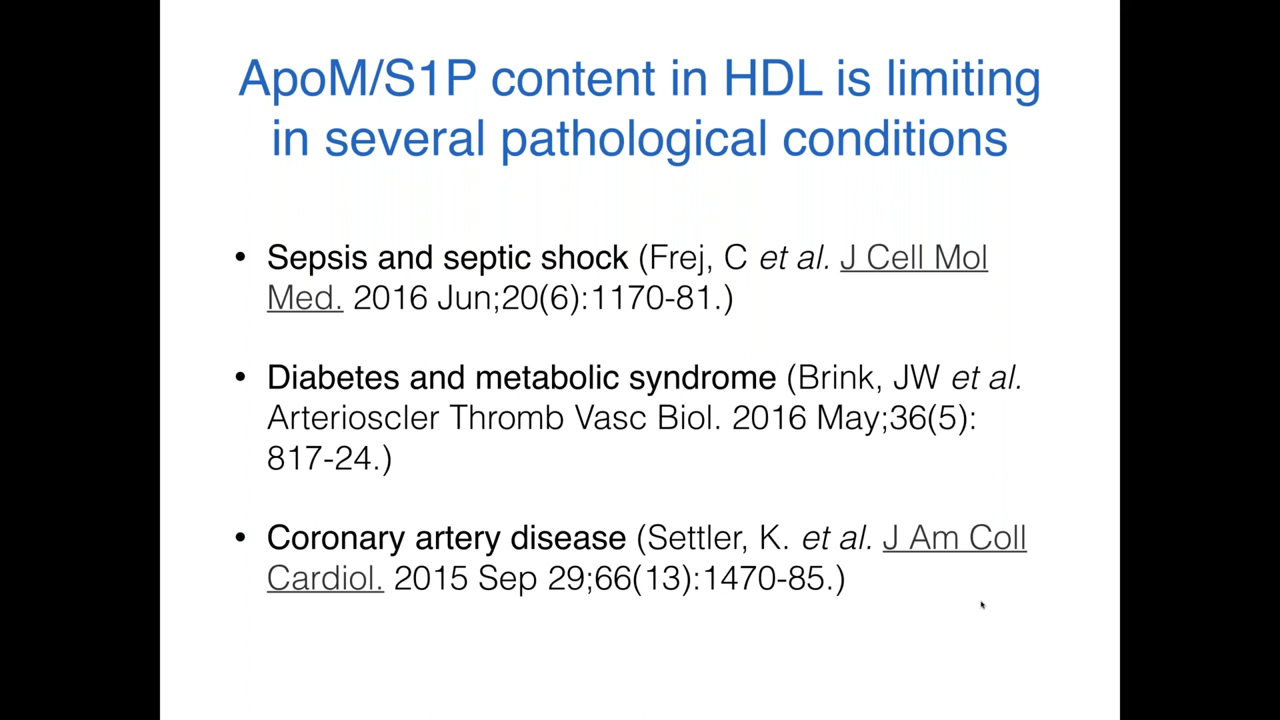 ApoM/S1P content in HDL is limiting
in several pathological conditions
• Sepsis and septic shock (Frej, C et al. J Cell Mol
Med. 2016 Jun;20(6):1170-81.)
• Diabetes and metabolic syndrome (Brink, JW et al.
Arterioscler Thromb Vasc Biol. 2016 May;36(5):
817-24.)
• Coronary artery disease (Settler, K. et al. J Am Coll
Cardiol. 2015 Sep 29;66(13):1470-85.)